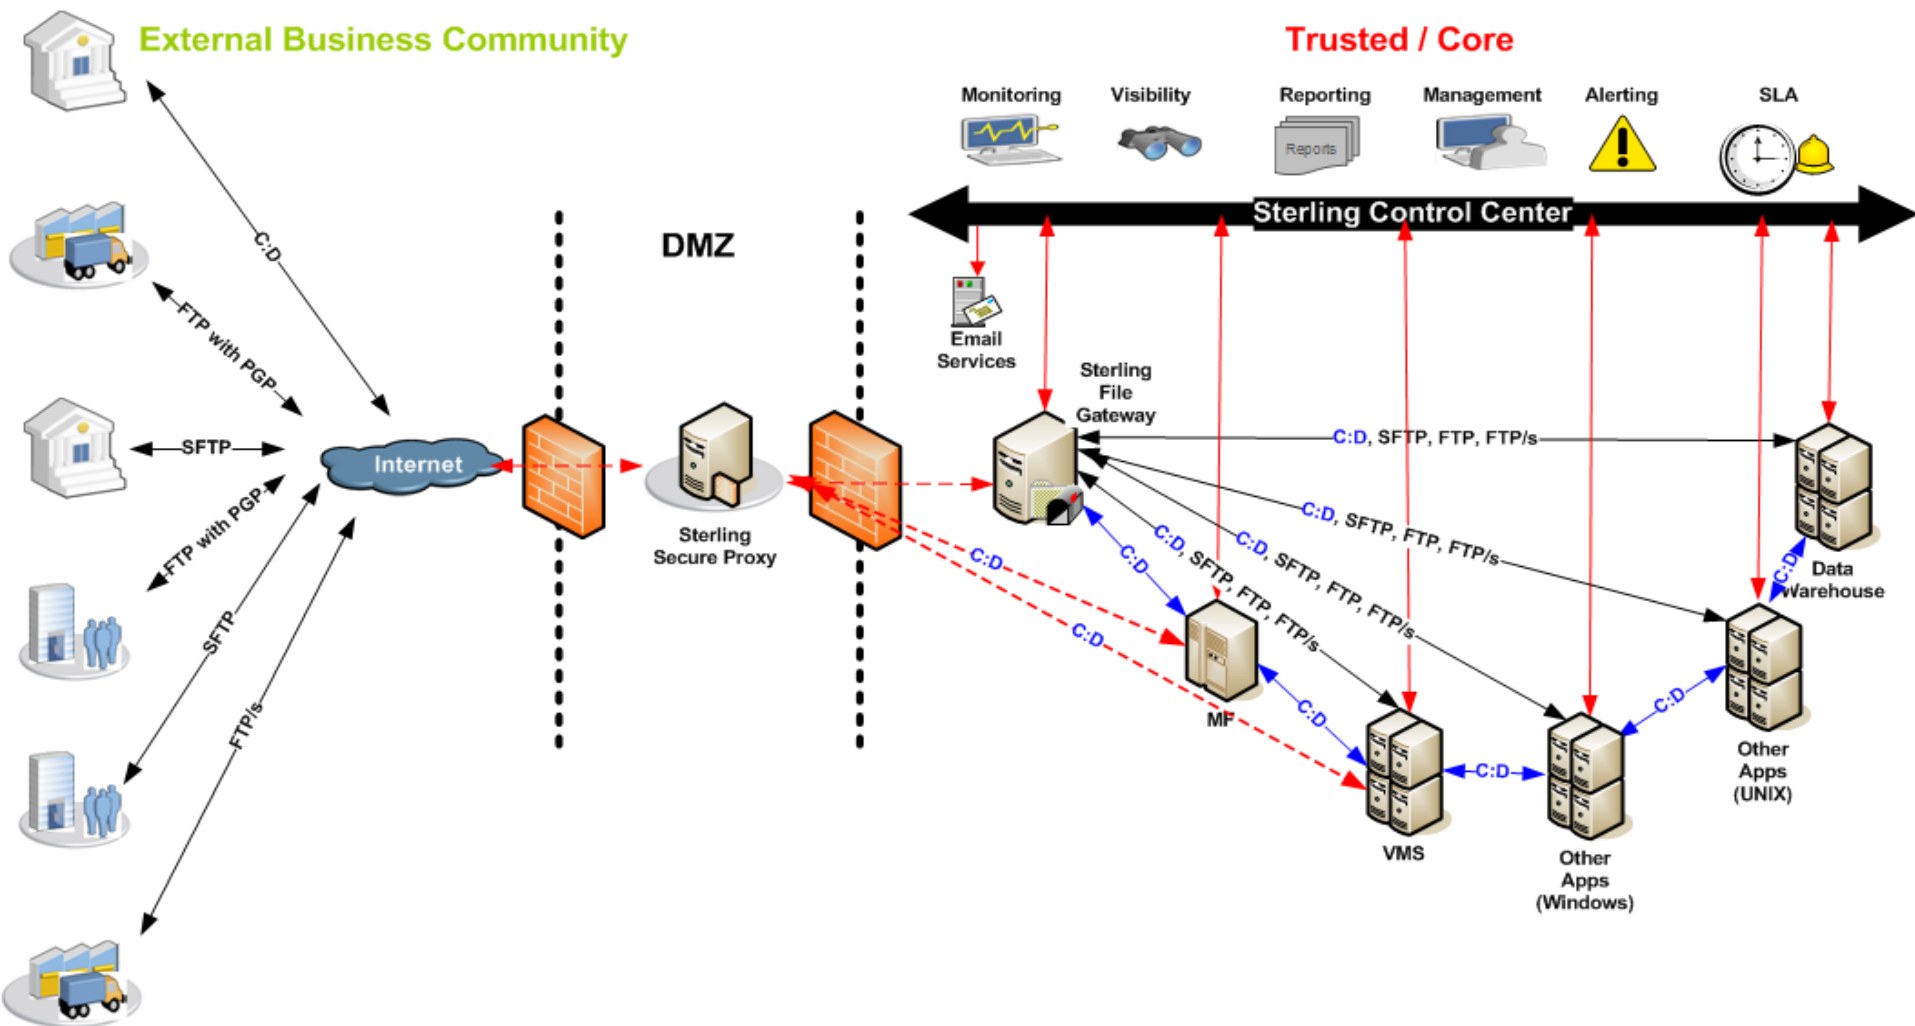 External Business Community
Trusted / Core
Monitoring
Visibility
Reporting
Management
Alerting
SLA
Reports
Sterling Control Center
DMZ
C:D
FTP with PGP
SFTP
FTP with PGP
SFTP
FTP/s
Internet
Sterling
Secure Proxy
Email
Services
Sterling
File
Gateway
C:D, SFTP, FTP, FTP/s
C:D, SFTP, FTP, FTP/s
C:D, SFTP, FTP, FTP/s
C:D, SFTP, FTP, FTP/s
C:D
C:D
C:D
C:D
C:D
C:D
C:D
Data
Warehouse
MF
VMS
Other
Apps
(Windows)
Other
Apps
(UNIX)